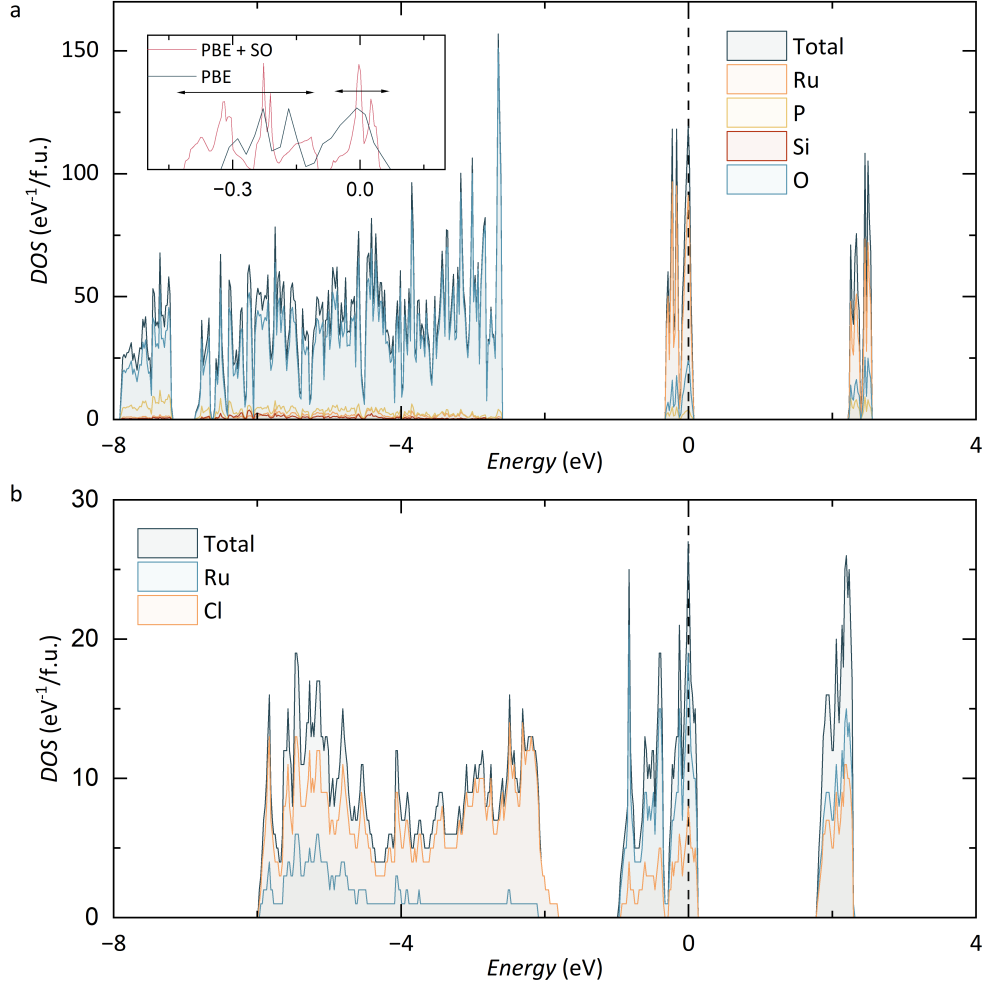 a
DOS (eV⁻¹/f.u.)
150
100
50
0
−8
−4
0
4
Energy (eV)
PBE + SO
PBE
−0.3
0.0
Total
Ru
P
Si
O
b
DOS (eV⁻¹/f.u.)
30
20
10
0
−8
−4
0
4
Energy (eV)
Total
Ru
Cl